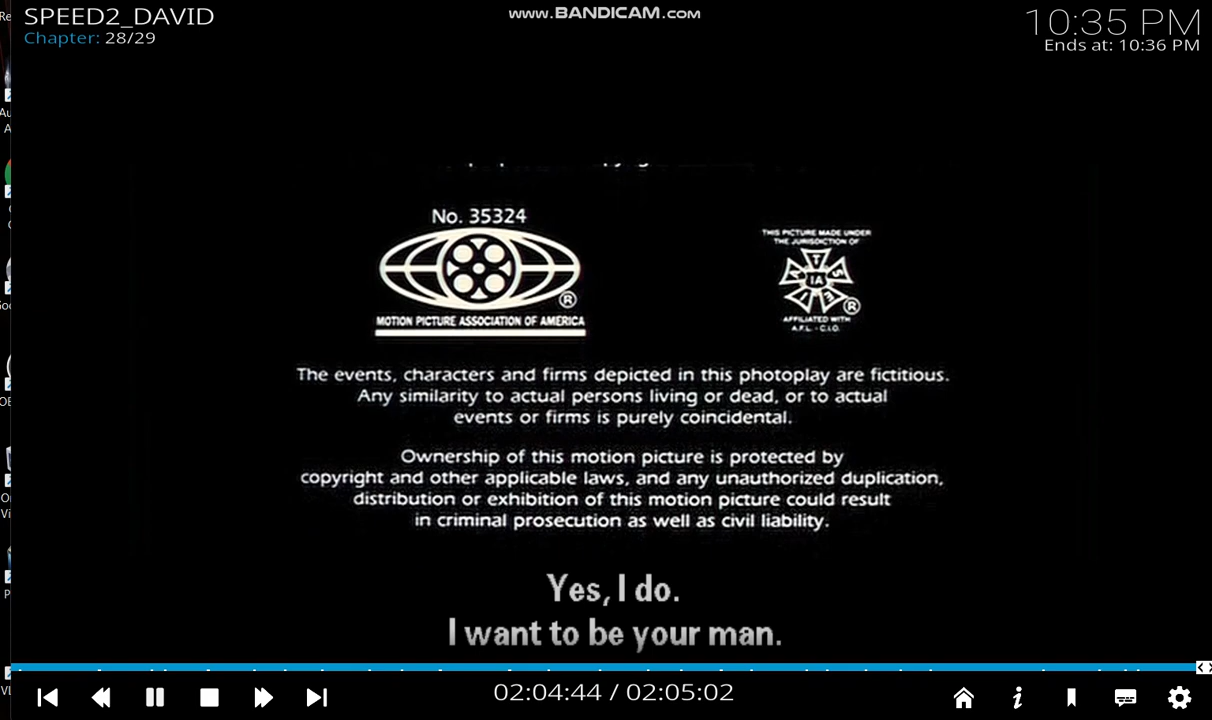 SPEED2_DAVID
Chapter: 28/29
www.BANDICAM.com
10:35 PM
Ends at: 10:36 PM
No. 35324
MOTION PICTURE ASSOCIATION OF AMERICA
THIS PICTURE MADE UNDER
THE JURISDICTION OF
IA
AFFILIATED WITH
A.F.L. - C.I.O.
The events, characters and firms depicted in this photoplay are fictitious.
Any similarity to actual persons living or dead, or to actual
events or firms is purely coincidental.
Ownership of this motion picture is protected by
copyright and other applicable laws, and any unauthorized duplication,
distribution or exhibition of this motion picture could result
in criminal prosecution as well as civil liability.
Yes, I do.
I want to be your man.
02:04:44 / 02:05:02